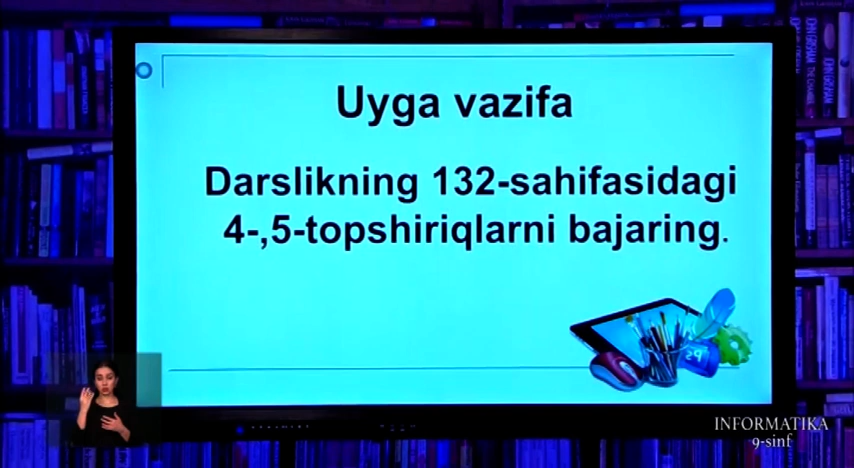 Uyga vazifa
Darslikning 132-sahifasidagi
4-,5-topshiriqlarni bajaring.
INFORMATIKA
9-sinf